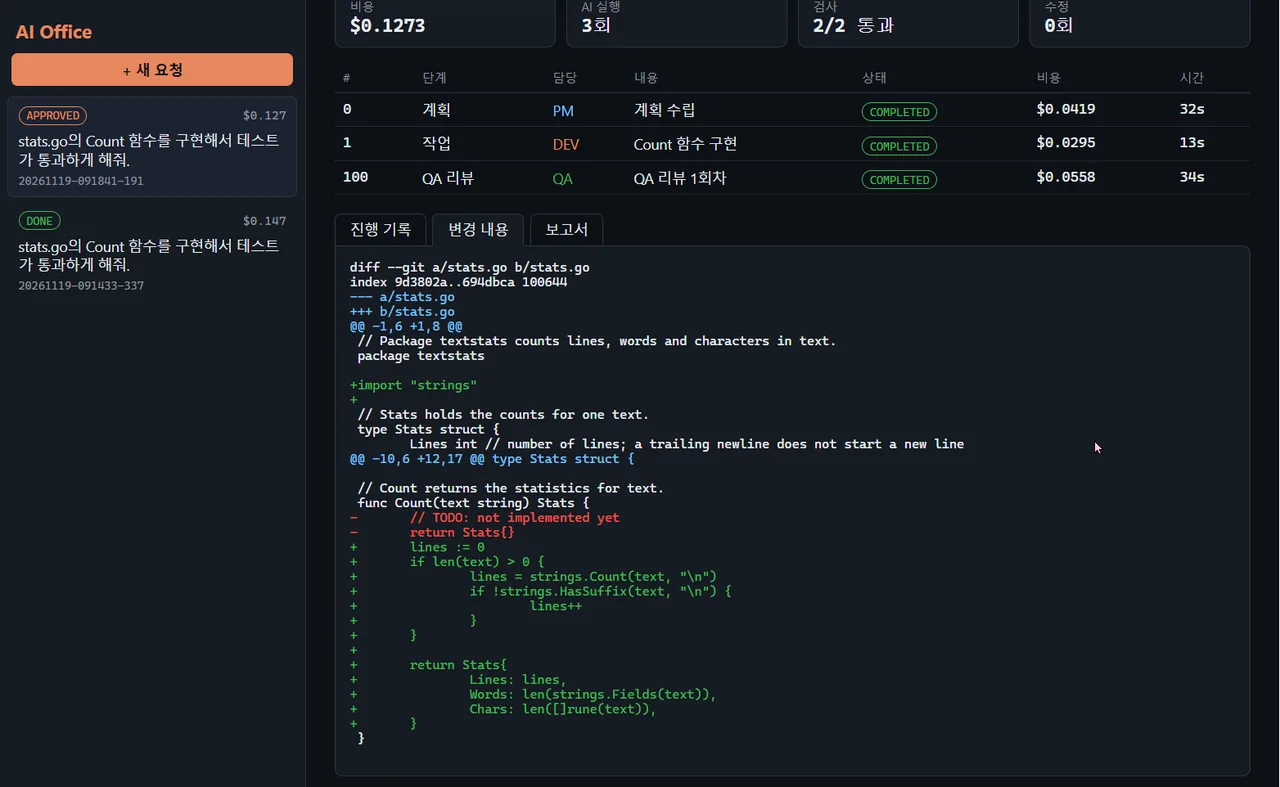 AI Office
+ 새 요청
APPROVED $0.127
stats.go의 Count 함수를 구현해서 테스트
가 통과하게 해줘.
20261119-091841-191
DONE $0.147
stats.go의 Count 함수를 구현해서 테스트
가 통과하게 해줘.
20261119-091433-337
비용 AI 실행 검사 수정
$0.1273 3회 2/2 통과 0회
# 단계 담당 내용 상태 비용 시간
0 계획 PM 계획 수립 COMPLETED $0.0419 32s
1 작업 DEV Count 함수 구현 COMPLETED $0.0295 13s
100 QA 리뷰 QA QA 리뷰 1회차 COMPLETED $0.0558 34s
진행 기록 변경 내용 보고서
diff --git a/stats.go b/stats.go
index 9d3802a..694dbca 100644
--- a/stats.go
+++ b/stats.go
@@ -1,6 +1,8 @@
 // Package textstats counts lines, words and characters in text.
 package textstats
+import "strings"
+
 // Stats holds the counts for one text.
 type Stats struct {
        Lines int // number of lines; a trailing newline does not start a new line
@@ -10,6 +12,17 @@ type Stats struct {
 // Count returns the statistics for text.
 func Count(text string) Stats {
-       // TODO: not implemented yet
-       return Stats{}
+       lines := 0
+       if len(text) > 0 {
+               lines = strings.Count(text, "\n")
+               if !strings.HasSuffix(text, "\n") {
+                       lines++
+               }
+       }
+
+       return Stats{
+               Lines: lines,
+               Words: len(strings.Fields(text)),
+               Chars: len([]rune(text)),
+       }
 }